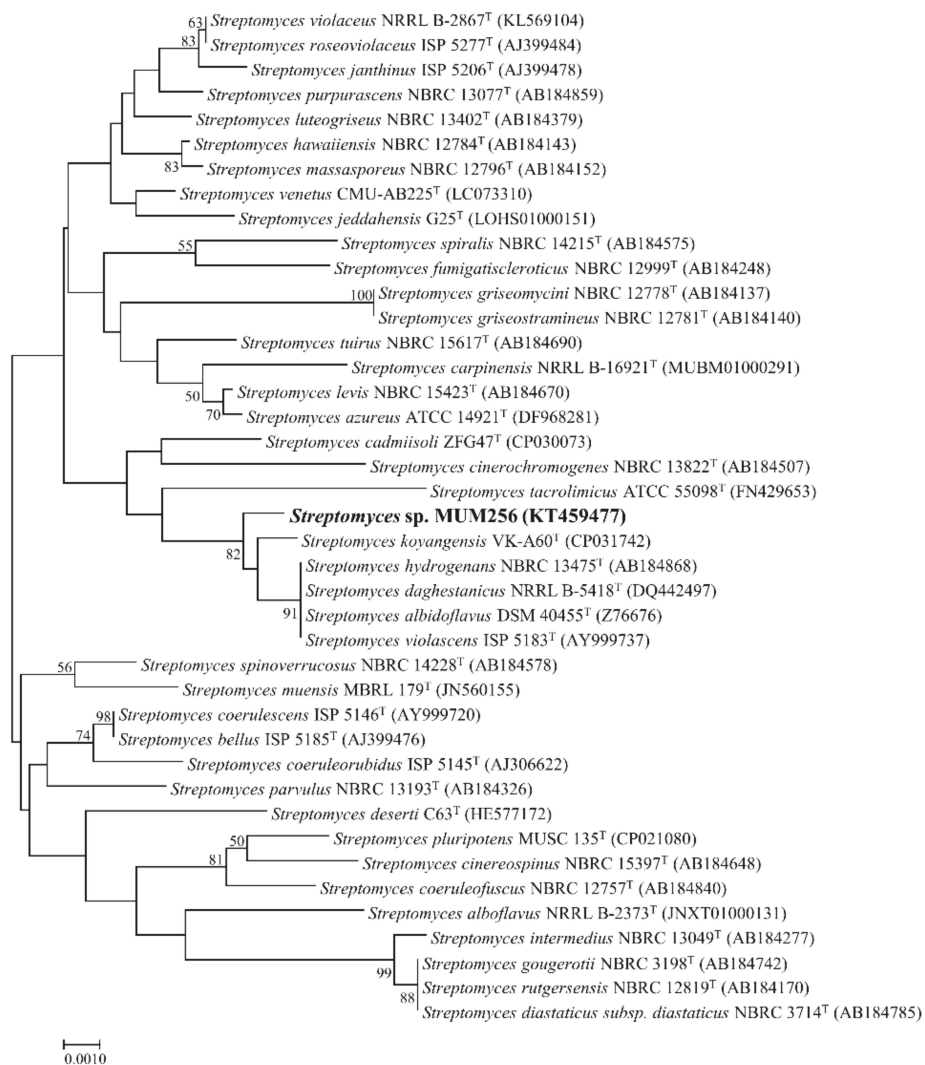 63 Streptomyces violaceus NRRL B-2867ᵀ (KL569104)
83 Streptomyces roseoviolaceus ISP 5277ᵀ (AJ399484)
Streptomyces janthinus ISP 5206ᵀ (AJ399478)
Streptomyces purpurascens NBRC 13077ᵀ (AB184859)
Streptomyces luteogriseus NBRC 13402ᵀ (AB184379)
Streptomyces hawaiiensis NBRC 12784ᵀ (AB184143)
83 Streptomyces massasporeus NBRC 12796ᵀ (AB184152)
Streptomyces venetus CMU-AB225ᵀ (LC073310)
Streptomyces jeddahensis G25ᵀ (LOHS01000151)
55 Streptomyces spiralis NBRC 14215ᵀ (AB184575)
Streptomyces fumigatiscleroticus NBRC 12999ᵀ (AB184248)
100 Streptomyces griseomycini NBRC 12778ᵀ (AB184137)
Streptomyces griseostramineus NBRC 12781ᵀ (AB184140)
Streptomyces tuirus NBRC 15617ᵀ (AB184690)
Streptomyces carpinensis NRRL B-16921ᵀ (MUBM01000291)
50 Streptomyces levis NBRC 15423ᵀ (AB184670)
70 Streptomyces azureus ATCC 14921ᵀ (DF968281)
Streptomyces cadmiisoli ZFG47ᵀ (CP030073)
Streptomyces cinerochromogenes NBRC 13822ᵀ (AB184507)
Streptomyces tacrolimicus ATCC 55098ᵀ (FN429653)
Streptomyces sp. MUM256 (KT459477)
82 Streptomyces koyangensis VK-A60ᵀ (CP031742)
Streptomyces hydrogenans NBRC 13475ᵀ (AB184868)
Streptomyces daghestanicus NRRL B-5418ᵀ (DQ442497)
91 Streptomyces albidoflavus DSM 40455ᵀ (Z76676)
Streptomyces violascens ISP 5183ᵀ (AY999737)
56 Streptomyces spinoverrucosus NBRC 14228ᵀ (AB184578)
Streptomyces muensis MBRL 179ᵀ (JN560155)
98 Streptomyces coerulescens ISP 5146ᵀ (AY999720)
74 Streptomyces bellus ISP 5185ᵀ (AJ399476)
Streptomyces coeruleorubidus ISP 5145ᵀ (AJ306622)
Streptomyces parvulus NBRC 13193ᵀ (AB184326)
Streptomyces deserti C63ᵀ (HE577172)
50 Streptomyces pluripotens MUSC 135ᵀ (CP021080)
81 Streptomyces cinereospinus NBRC 15397ᵀ (AB184648)
Streptomyces coeruleofuscus NBRC 12757ᵀ (AB184840)
Streptomyces alboflavus NRRL B-2373ᵀ (JNXT01000131)
Streptomyces intermedius NBRC 13049ᵀ (AB184277)
99 Streptomyces gougerotii NBRC 3198ᵀ (AB184742)
88 Streptomyces rutgersensis NBRC 12819ᵀ (AB184170)
Streptomyces diastaticus subsp. diastaticus NBRC 3714ᵀ (AB184785)
0.0010